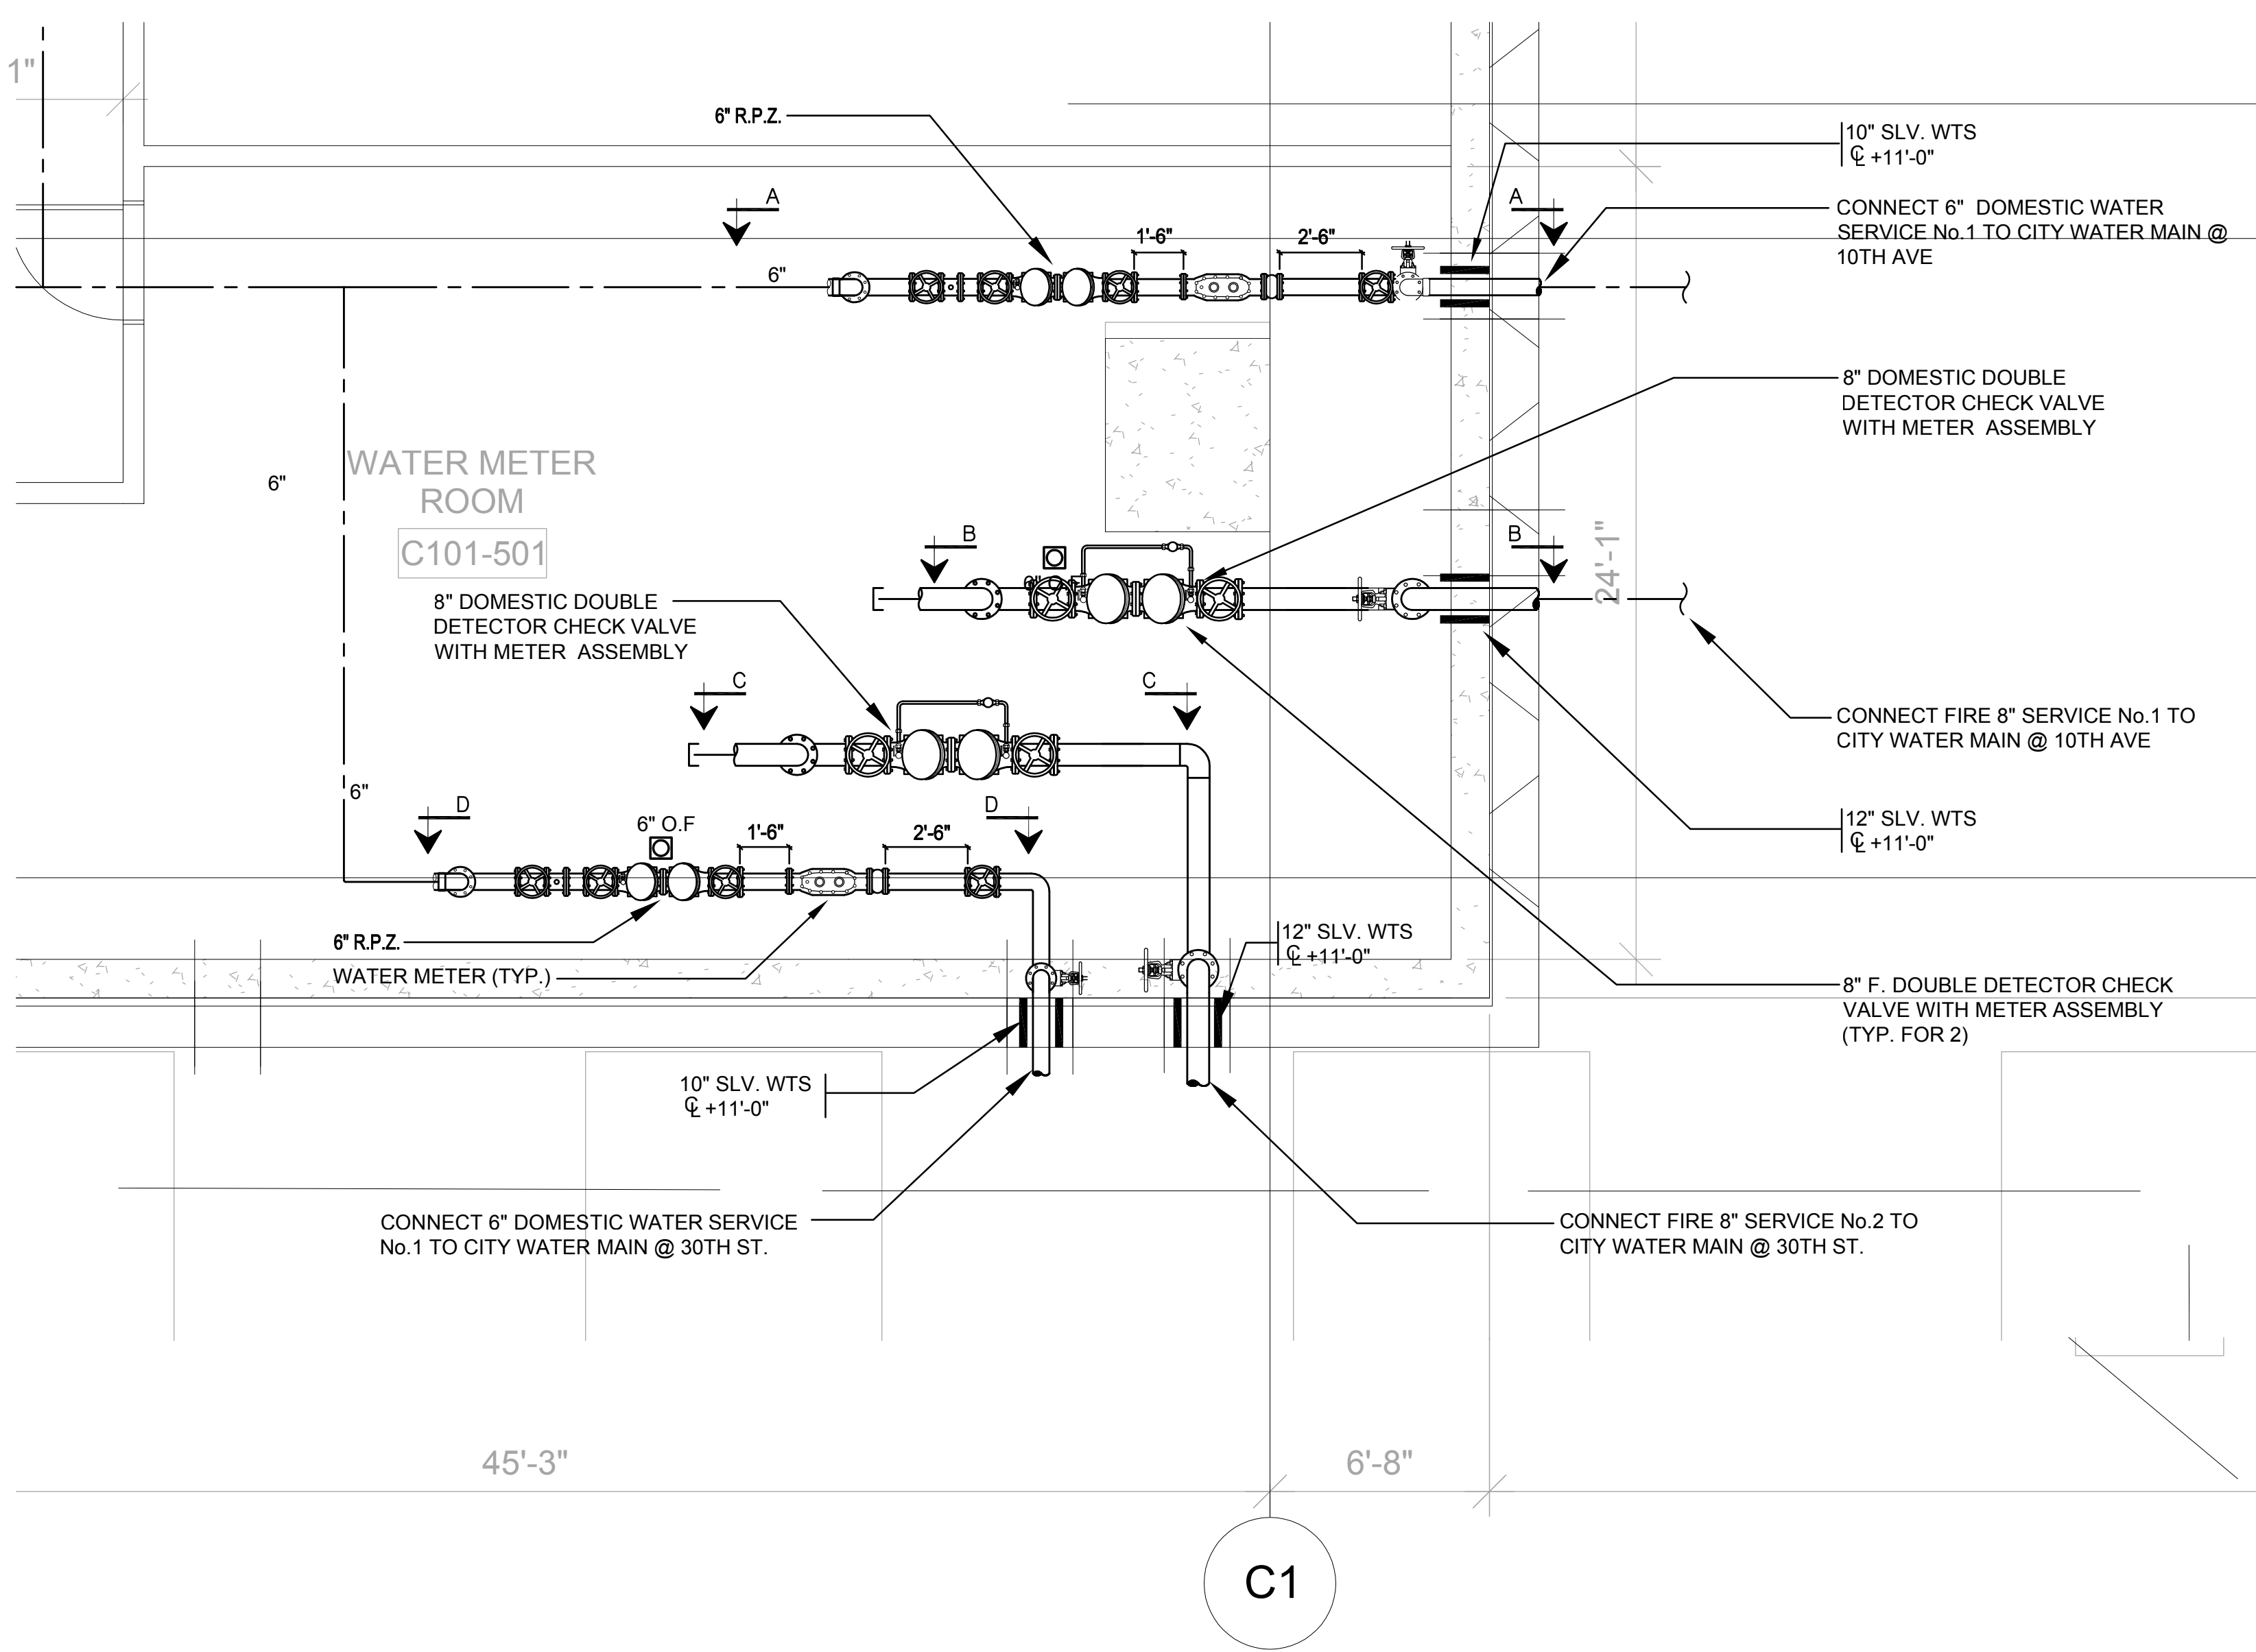 1"
6" R.P.Z.
10" SLV. WTS
℄ +11'-0"
A
A
CONNECT 6" DOMESTIC WATER
SERVICE No.1 TO CITY WATER MAIN @
10TH AVE
1'-6"
2'-6"
6"
8" DOMESTIC DOUBLE
DETECTOR CHECK VALVE
WITH METER ASSEMBLY
WATER METER
ROOM
C101-501
6"
B
B
24'-1"
8" DOMESTIC DOUBLE
DETECTOR CHECK VALVE
WITH METER ASSEMBLY
C
C
CONNECT FIRE 8" SERVICE No.1 TO
CITY WATER MAIN @ 10TH AVE
6"
D
D
6" O.F
1'-6"
2'-6"
12" SLV. WTS
℄ +11'-0"
6" R.P.Z.
WATER METER (TYP.)
12" SLV. WTS
℄ +11'-0"
8" F. DOUBLE DETECTOR CHECK
VALVE WITH METER ASSEMBLY
(TYP. FOR 2)
10" SLV. WTS
℄ +11'-0"
CONNECT 6" DOMESTIC WATER SERVICE
No.1 TO CITY WATER MAIN @ 30TH ST.
CONNECT FIRE 8" SERVICE No.2 TO
CITY WATER MAIN @ 30TH ST.
45'-3"
6'-8"
C1